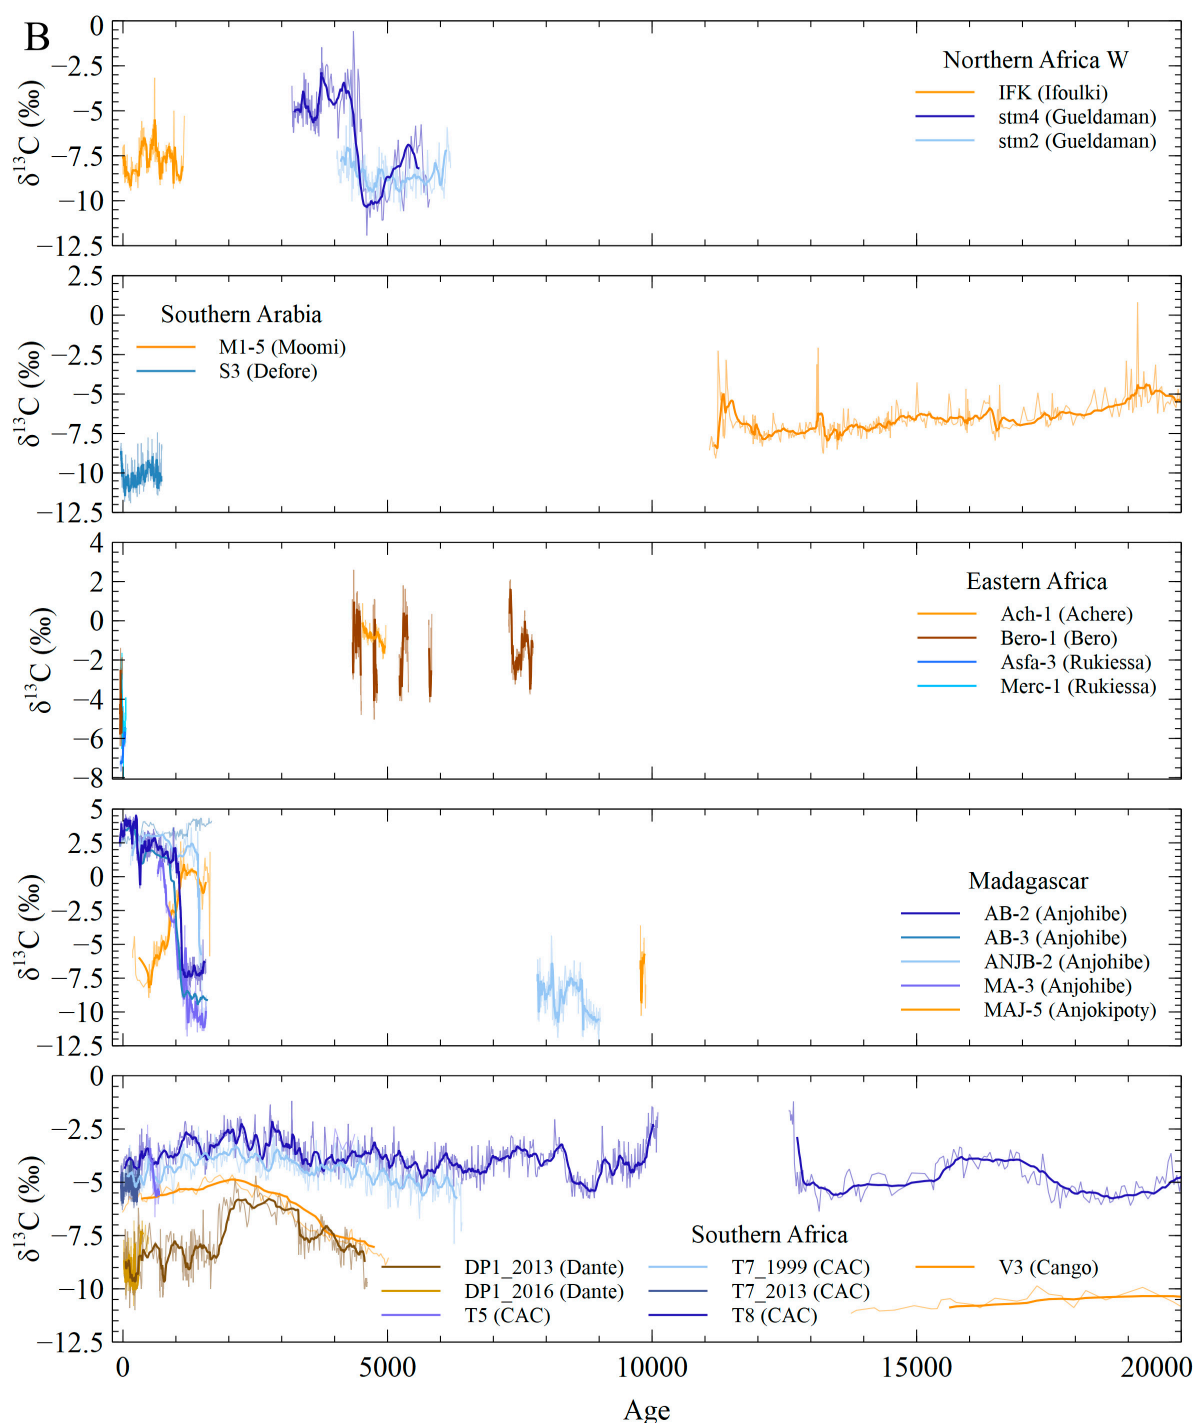 B
Northern Africa W
IFK (Ifoulki)
stm4 (Gueldaman)
stm2 (Gueldaman)
δ¹³C (‰)
0
−2.5
−5
−7.5
−10
−12.5
Southern Arabia
M1-5 (Moomi)
S3 (Defore)
δ¹³C (‰)
2.5
0
−2.5
−5
−7.5
−10
−12.5
Eastern Africa
Ach-1 (Achere)
Bero-1 (Bero)
Asfa-3 (Rukiessa)
Merc-1 (Rukiessa)
δ¹³C (‰)
4
2
0
−2
−4
−6
−8
Madagascar
AB-2 (Anjohibe)
AB-3 (Anjohibe)
ANJB-2 (Anjohibe)
MA-3 (Anjohibe)
MAJ-5 (Anjokipoty)
δ¹³C (‰)
5
2.5
0
−2.5
−5
−7.5
−10
−12.5
Southern Africa
DP1_2013 (Dante) T7_1999 (CAC) V3 (Cango)
DP1_2016 (Dante) T7_2013 (CAC)
T5 (CAC) T8 (CAC)
δ¹³C (‰)
0
−2.5
−5
−7.5
−10
−12.5
0 5000 10000 15000 20000
Age